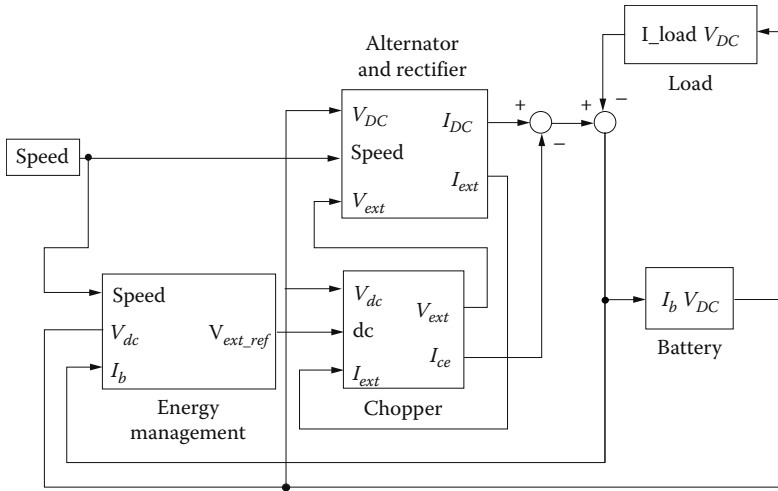 Alternator
and rectifier
I_load V_DC
Load
+
−
+
−
V_DC
I_DC
Speed
Speed
I_ext
V_ext
Speed
V_dc
V_ext_ref
I_b
Energy
management
V_dc
V_ext
dc
I_ce
I_ext
Chopper
I_b V_DC
Battery